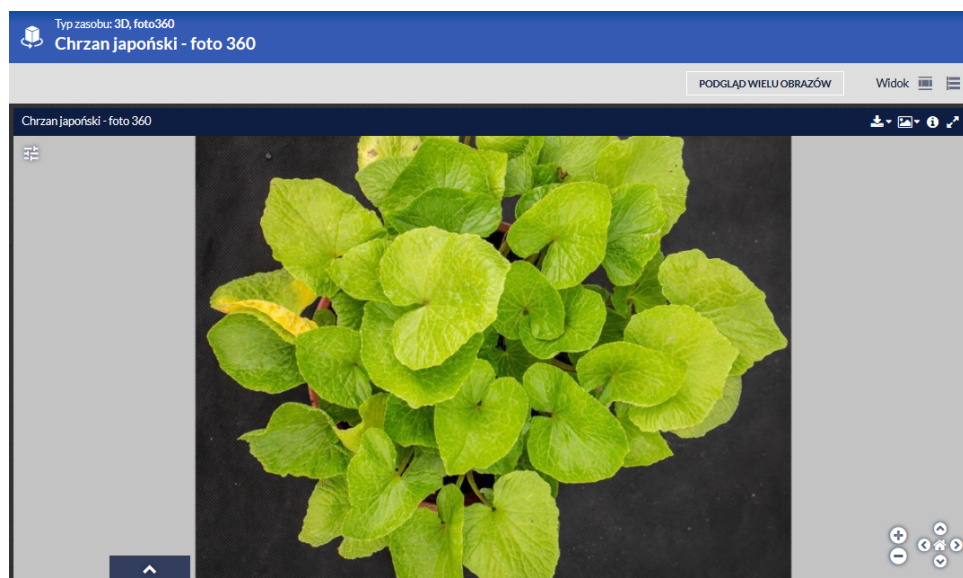 Typ zasobu: 3D, foto360
Chrzan japoński - foto 360
PODGLĄD WIELU OBRAZÓW
Widok
Chrzan japoński - foto 360